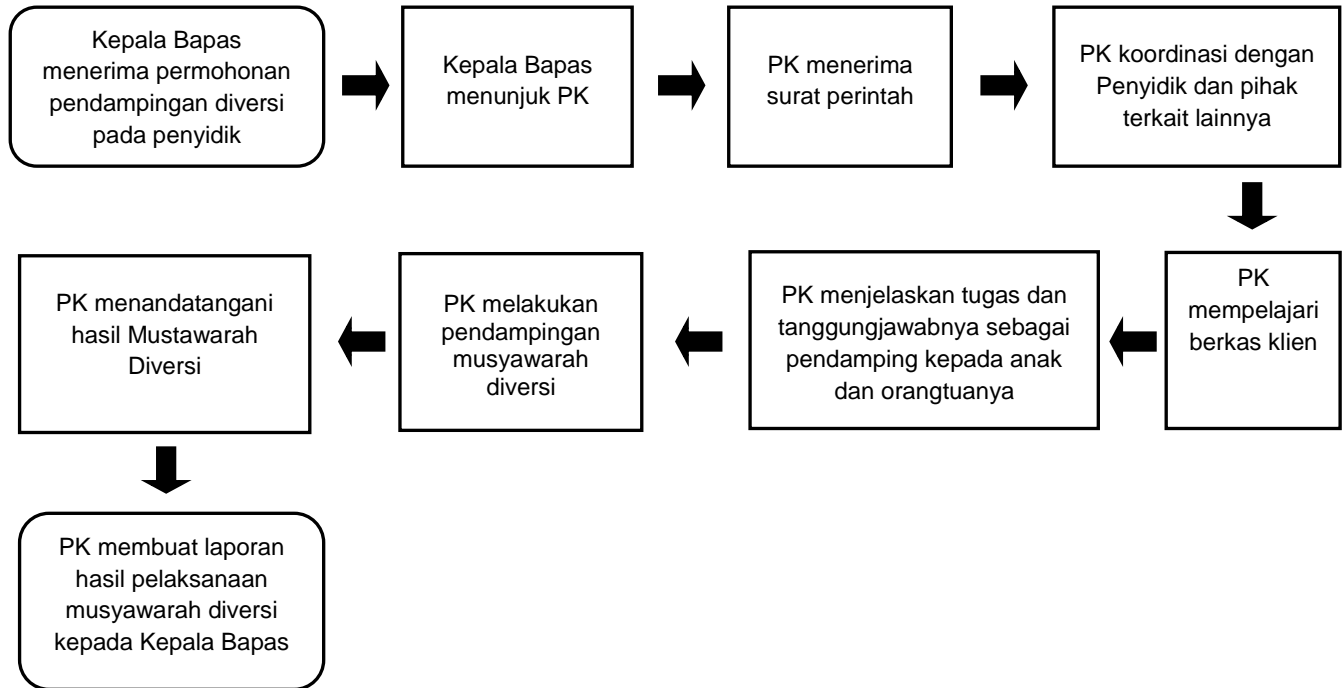 Kepala Bapas
menerima permohonan
pendampingan diversi
pada penyidik
Kepala Bapas
menunjuk PK
PK menerima
surat perintah
PK koordinasi dengan
Penyidik dan pihak
terkait lainnya
PK
mempelajari
berkas klien
PK menjelaskan tugas dan
tanggungjawabnya sebagai
pendamping kepada anak
dan orangtuanya
PK melakukan
pendampingan
musyawarah
diversi
PK menandatangani
hasil Mustawarah
Diversi
PK membuat laporan
hasil pelaksanaan
musyawarah diversi
kepada Kepala Bapas